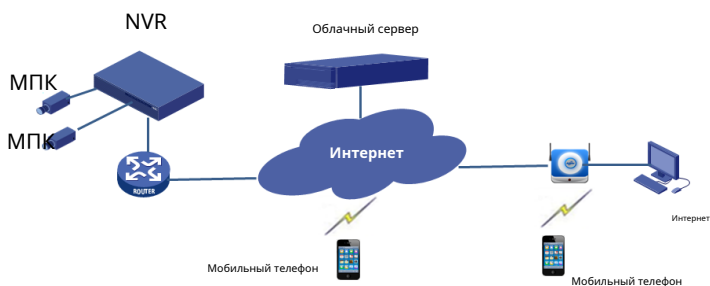 NVR
Облачный сервер
МПК
МПК
Интернет
ROUTER
Интернет
Мобильный телефон
Мобильный телефон